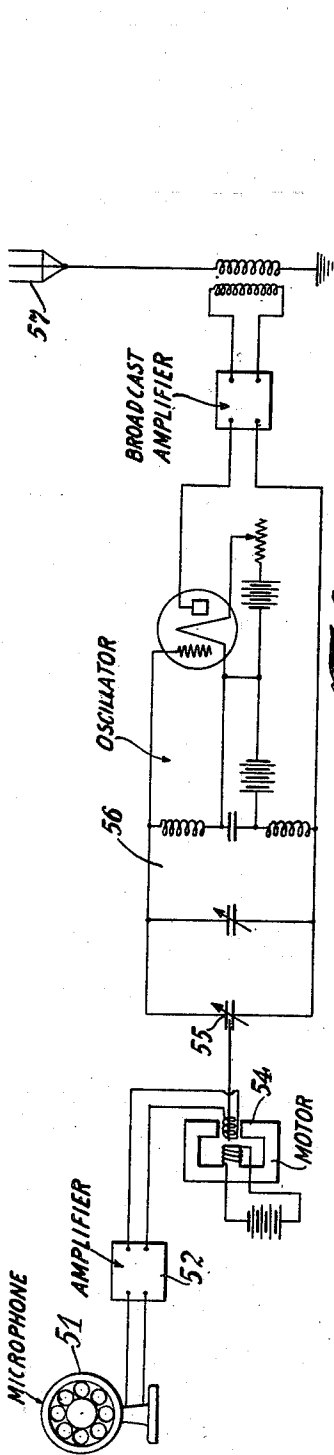 MICROPHONE
51
AMPLIFIER
52
54
MOTOR
55
56
OSCILLATOR
BROADCAST
AMPLIFIER
57